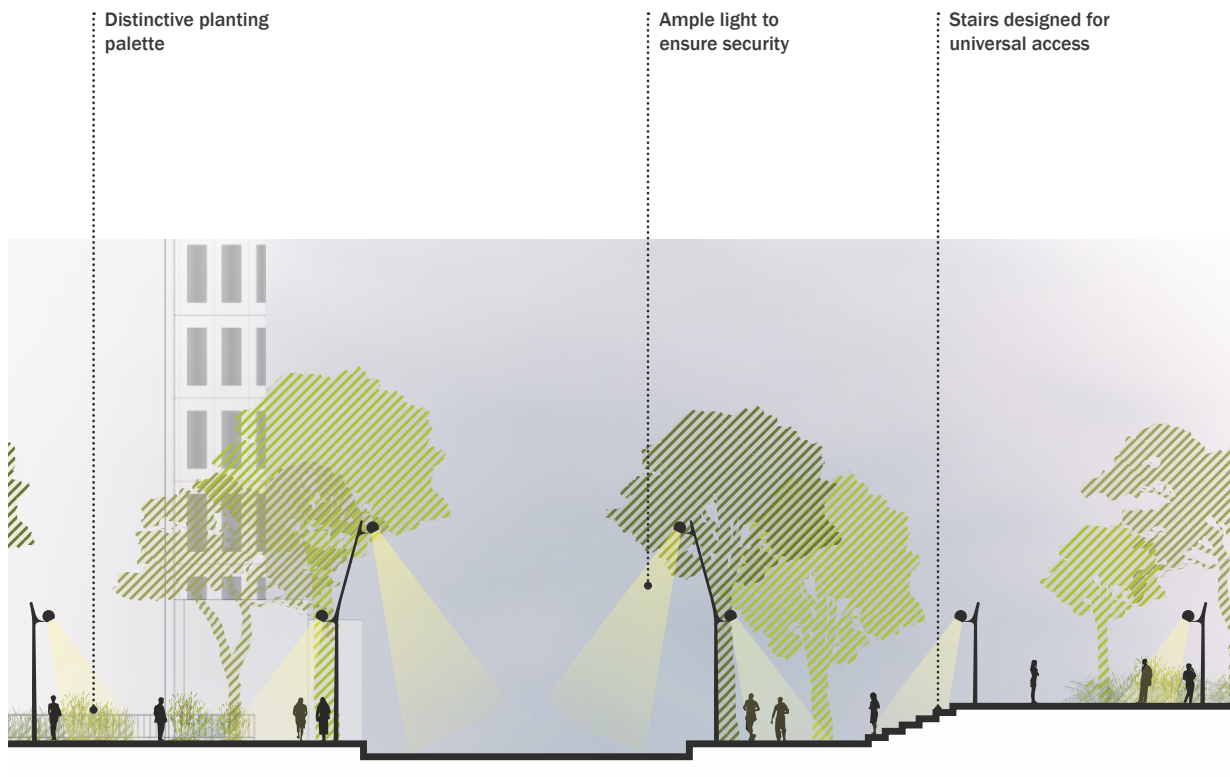 Distinctive planting
palette
Ample light to
ensure security
Stairs designed for
universal access